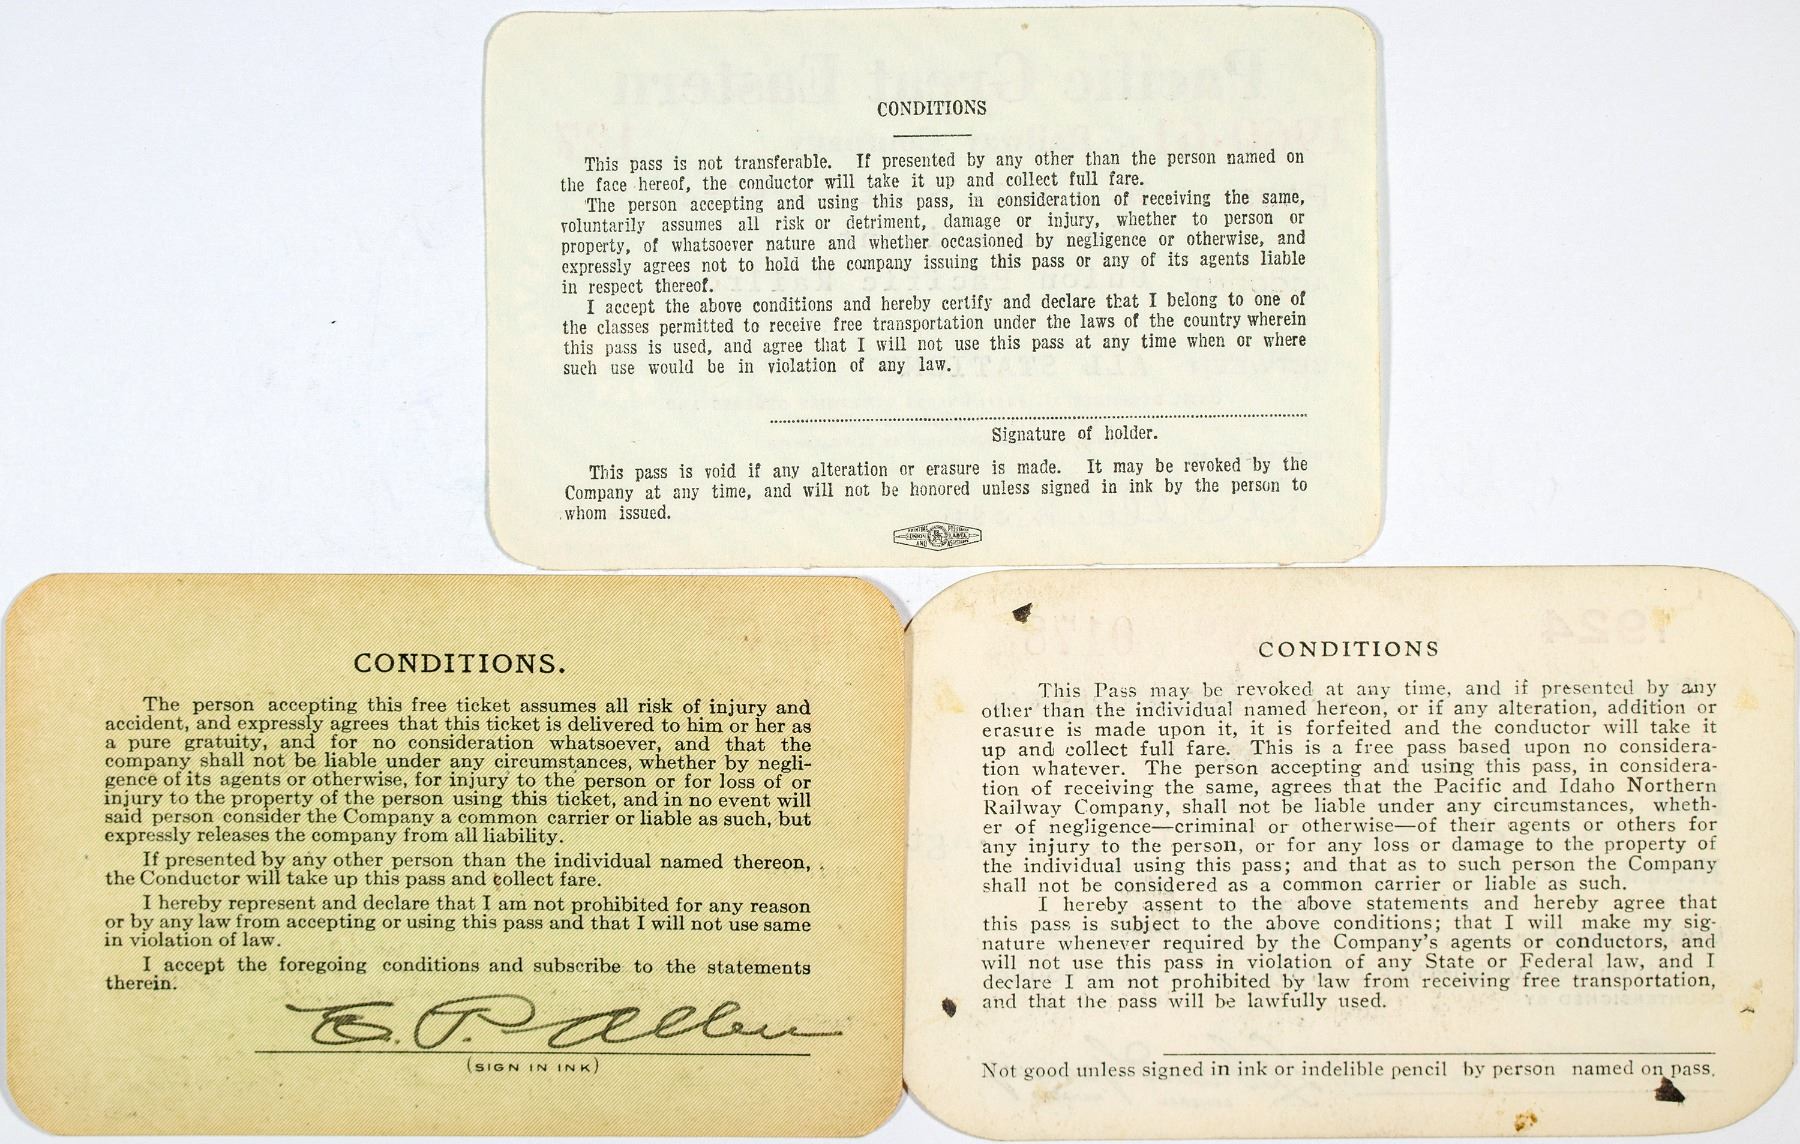 CONDITIONS
This pass is not transferable. If presented by any other than the person named on
the face hereof, the conductor will take it up and collect full fare.
The person accepting and using this pass, in consideration of receiving the same,
voluntarily assumes all risk or detriment, damage or injury, whether to person or
property, of whatsoever nature and whether occasioned by negligence or otherwise, and
expressly agrees not to hold the company issuing this pass or any of its agents liable
in respect thereof.
I accept the above conditions and hereby certify and declare that I belong to one of
the classes permitted to receive free transportation under the laws of the country wherein
this pass is used, and agree that I will not use this pass at any time when or where
such use would be in violation of any law.
Signature of holder.
This pass is void if any alteration or erasure is made. It may be revoked by the
Company at any time, and will not be honored unless signed in ink by the person to
whom issued.
CONDITIONS.
The person accepting this free ticket assumes all risk of injury and
accident, and expressly agrees that this ticket is delivered to him or her as
a pure gratuity, and for no consideration whatsoever, and that the
company shall not be liable under any circumstances, whether by negli-
gence of its agents or otherwise, for injury to the person or for loss of or
injury to the property of the person using this ticket, and in no event will
said person consider the Company a common carrier or liable as such, but
expressly releases the company from all liability.
If presented by any other person than the individual named thereon,
the Conductor will take up this pass and collect fare.
I hereby represent and declare that I am not prohibited for any reason
or by any law from accepting or using this pass and that I will not use same
in violation of law.
I accept the foregoing conditions and subscribe to the statements
therein.
E. P. Allen
(SIGN IN INK)
CONDITIONS
This Pass may be revoked at any time, and if presented by any
other than the individual named hereon, or if any alteration, addition or
erasure is made upon it, it is forfeited and the conductor will take it
up and collect full fare. This is a free pass based upon no considera-
tion whatever. The person accepting and using this pass, in considera-
tion of receiving the same, agrees that the Pacific and Idaho Northern
Railway Company, shall not be liable under any circumstances, wheth-
er of negligence—criminal or otherwise—of their agents or others for
any injury to the person, or for any loss or damage to the property of
the individual using this pass; and that as to such person the Company
shall not be considered as a common carrier or liable as such.
I hereby assent to the above statements and hereby agree that
this pass is subject to the above conditions; that I will make my sig-
nature whenever required by the Company's agents or conductors, and
will not use this pass in violation of any State or Federal law, and I
declare I am not prohibited by law from receiving free transportation,
and that the pass will be lawfully used.
Not good unless signed in ink or indelible pencil by person named on pass.